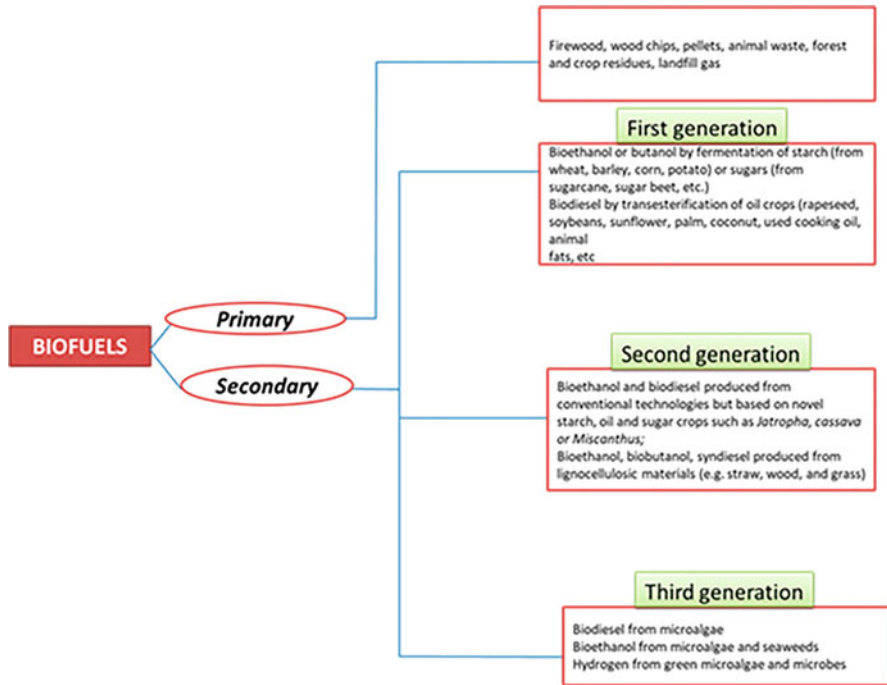 Firewood, wood chips, pellets, animal waste, forest
and crop residues, landfill gas
First generation
Bioethanol or butanol by fermentation of starch (from
wheat, barley, corn, potato) or sugars (from
sugarcane, sugar beet, etc.)
Biodiesel by transesterification of oil crops (rapeseed,
soybeans, sunflower, palm, coconut, used cooking oil,
animal
fats, etc
Primary
BIOFUELS
Secondary
Second generation
Bioethanol and biodiesel produced from
conventional technologies but based on novel
starch, oil and sugar crops such as Jatropha, cassava
or Miscanthus;
Bioethanol, biobutanol, syndiesel produced from
lignocellulosic materials (e.g. straw, wood, and grass)
Third generation
Biodiesel from microalgae
Bioethanol from microalgae and seaweeds
Hydrogen from green microalgae and microbes